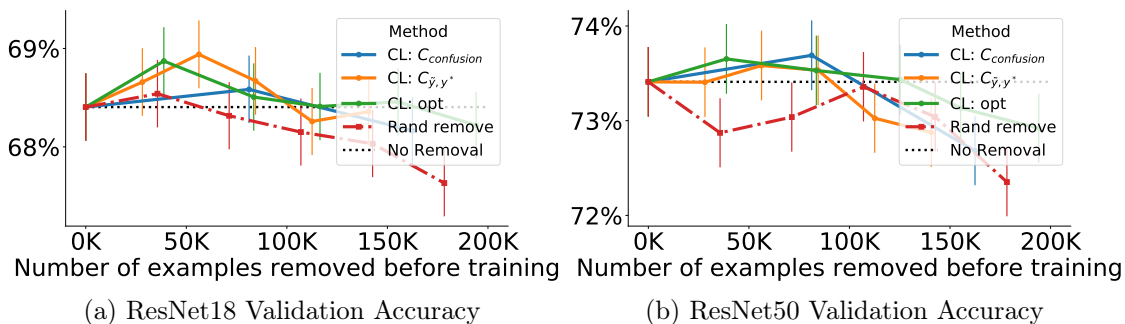 69%
68%
0K 50K 100K 150K 200K
Number of examples removed before training
Method
CL: C_confusion
CL: C_ỹ,y*
CL: opt
Rand remove
No Removal
(a) ResNet18 Validation Accuracy
74%
73%
72%
0K 50K 100K 150K 200K
Number of examples removed before training
Method
CL: C_confusion
CL: C_ỹ,y*
CL: opt
Rand remove
No Removal
(b) ResNet50 Validation Accuracy